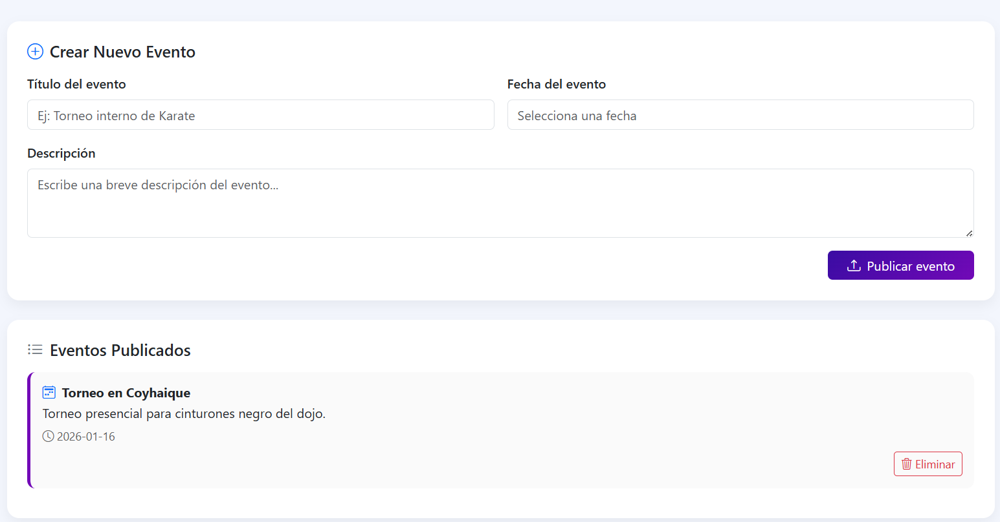 Crear Nuevo Evento
Título del evento
Fecha del evento
Ej: Torneo interno de Karate
Selecciona una fecha
Descripción
Escribe una breve descripción del evento...
Publicar evento
Eventos Publicados
Torneo en Coyhaique
Torneo presencial para cinturones negro del dojo.
2026-01-16
Eliminar